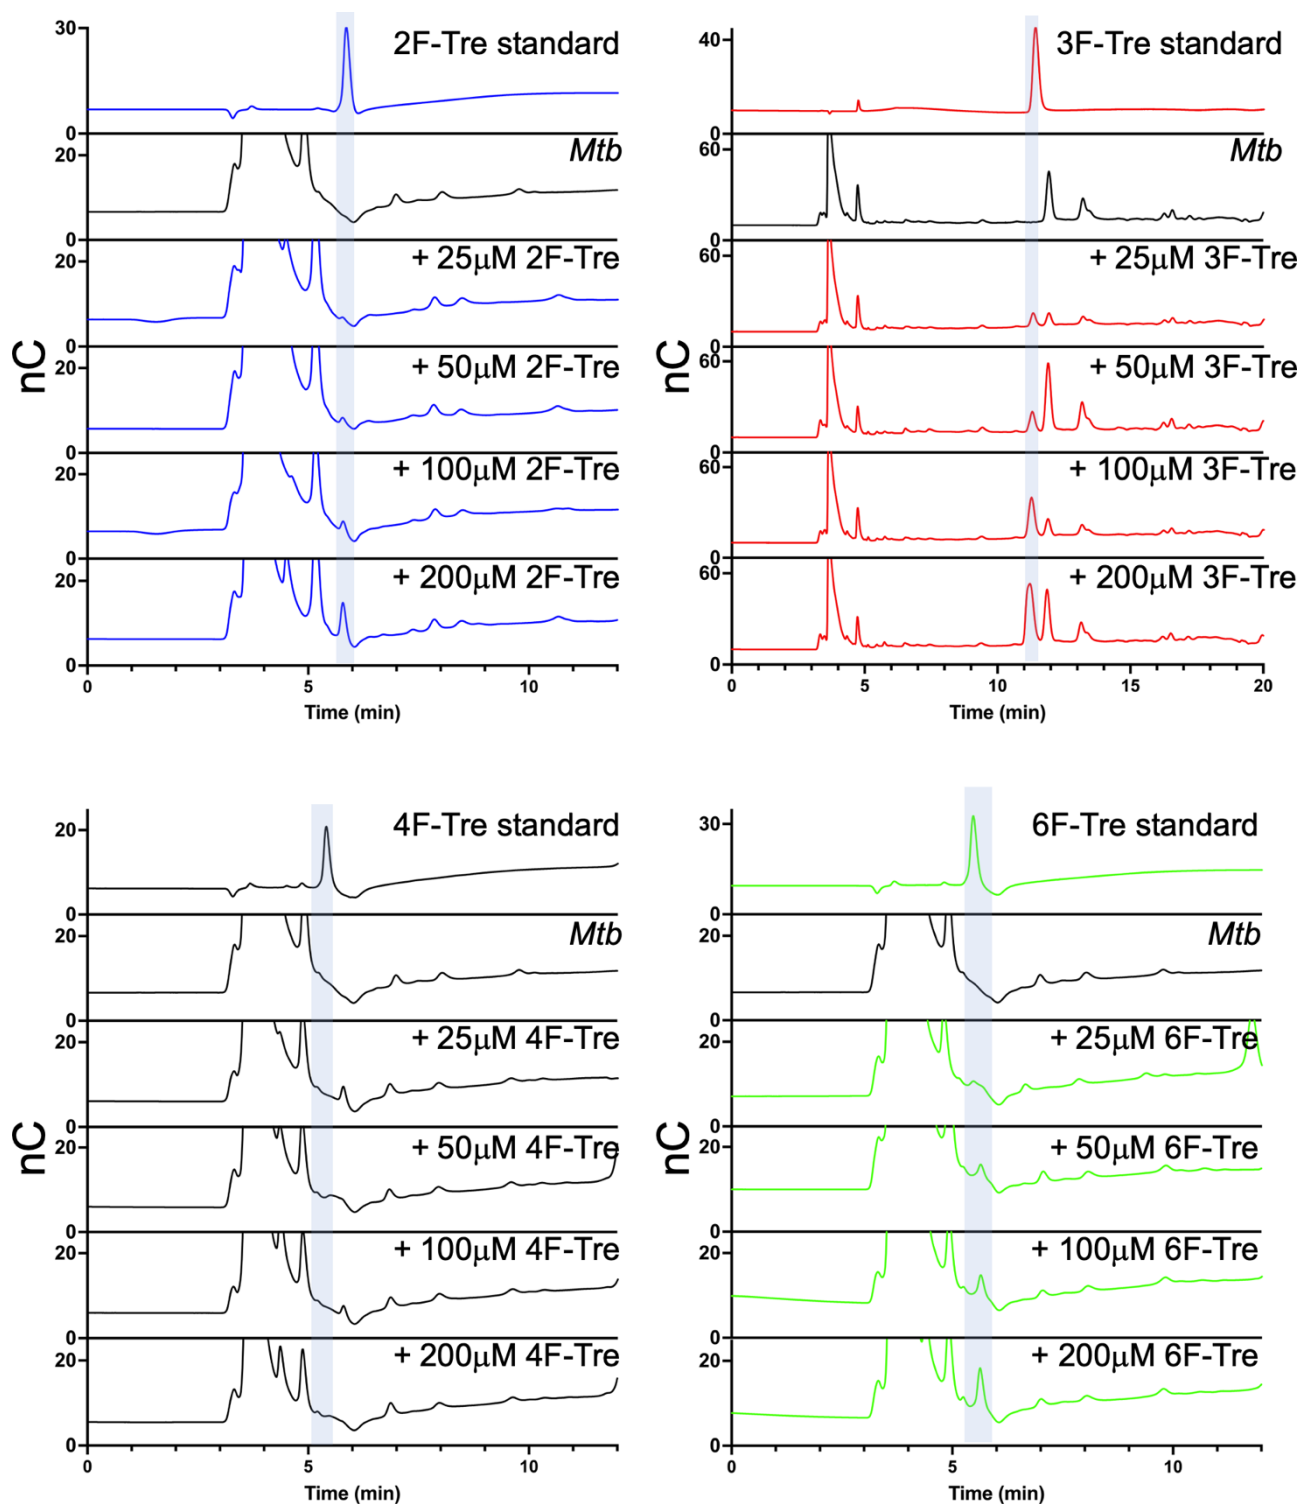 30
2F-Tre standard
0
20
Mtb
0
20
+ 25μM 2F-Tre
0
nC
20
+ 50μM 2F-Tre
0
20
+ 100μM 2F-Tre
0
20
+ 200μM 2F-Tre
0
0 5 10
Time (min)
40
3F-Tre standard
0
60
Mtb
0
60
+ 25μM 3F-Tre
0
nC
60
+ 50μM 3F-Tre
0
60
+ 100μM 3F-Tre
0
60
+ 200μM 3F-Tre
0
0 5 10 15 20
Time (min)
20
4F-Tre standard
0
20
Mtb
0
20
+ 25μM 4F-Tre
0
nC
20
+ 50μM 4F-Tre
0
20
+ 100μM 4F-Tre
0
20
+ 200μM 4F-Tre
0
0 5 10
Time (min)
30
6F-Tre standard
0
20
Mtb
0
20
+ 25μM 6F-Tre
0
nC
20
+ 50μM 6F-Tre
0
20
+ 100μM 6F-Tre
0
20
+ 200μM 6F-Tre
0
0 5 10
Time (min)